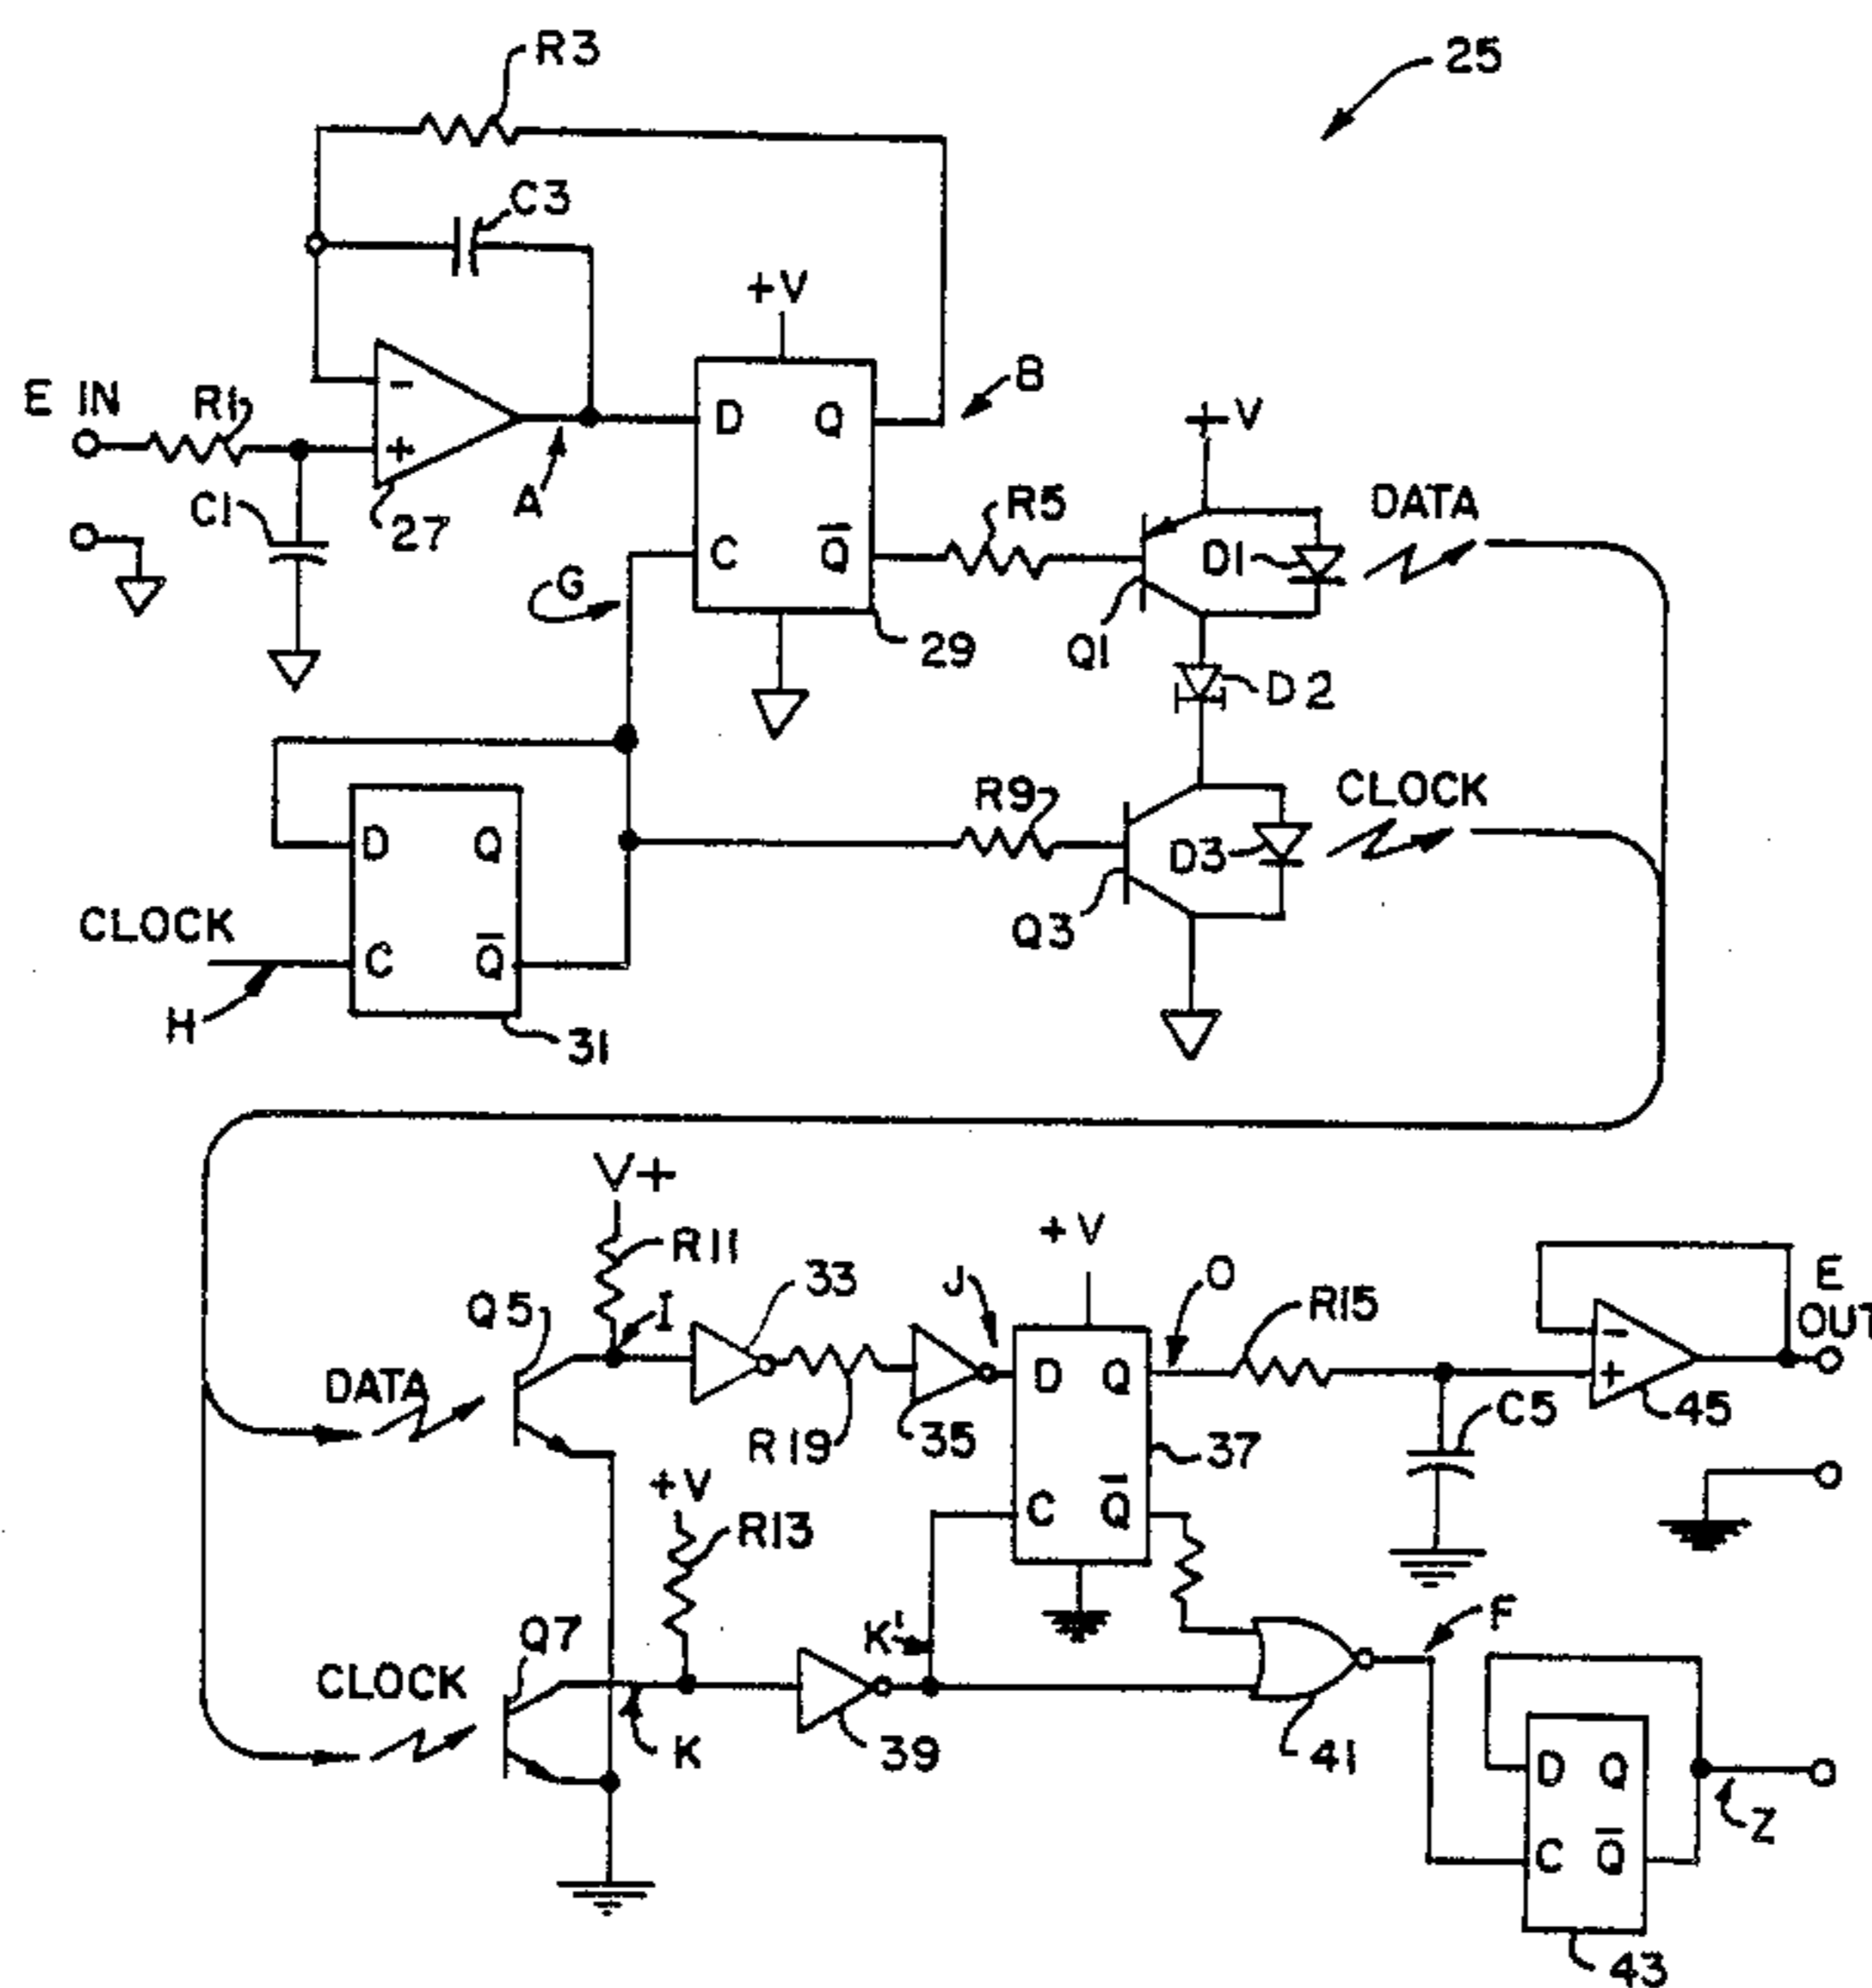 R3
25
C3
+V
B
E IN
R1
-
+
D
Q
+V
A
C1
27
R5
DATA
D1
C
Q̅
G
Q1
29
D2
R9
CLOCK
D
Q
D3
CLOCK
C
Q̅
Q3
H
31
V+
R11
33
+V
Q5
I
J
O
R15
E
OUT
-
+
DATA
D
Q
R19
35
C5
45
+V
37
R13
C
Q̅
Q7
K'
F
CLOCK
K
39
41
D
Q
Z
C
Q̅
43